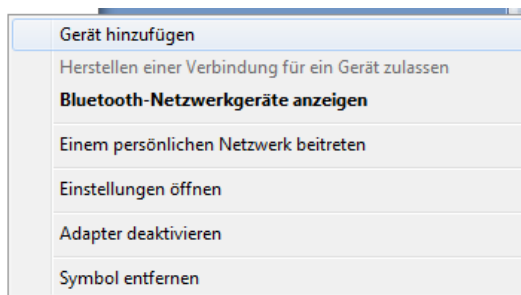 Gerät hinzufügen
Herstellen einer Verbindung für ein Gerät zulassen
Bluetooth-Netzwerkgeräte anzeigen
Einem persönlichen Netzwerk beitreten
Einstellungen öffnen
Adapter deaktivieren
Symbol entfernen